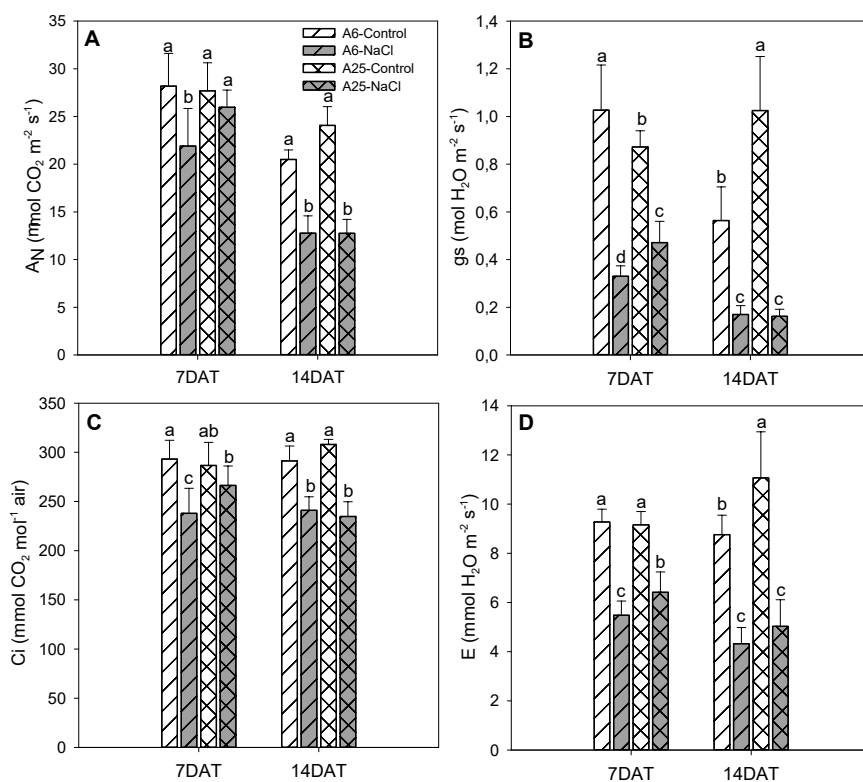 A
A6-Control
A6-NaCl
A25-Control
A25-NaCl
35
30
25
20
15
10
5
0
A_N (mmol CO₂ m⁻² s⁻¹)
a
b
a
a
a
b
a
b
7DAT
14DAT
B
1,4
1,2
1,0
0,8
0,6
0,4
0,2
0,0
gs (mol H₂O m⁻² s⁻¹)
a
d
b
c
b
c
a
c
7DAT
14DAT
C
350
300
250
200
150
100
50
0
Ci (mmol CO₂ mol⁻¹ air)
a
c
ab
b
a
b
a
b
7DAT
14DAT
D
14
12
10
8
6
4
2
0
E (mmol H₂O m⁻² s⁻¹)
a
c
a
b
b
c
a
c
7DAT
14DAT